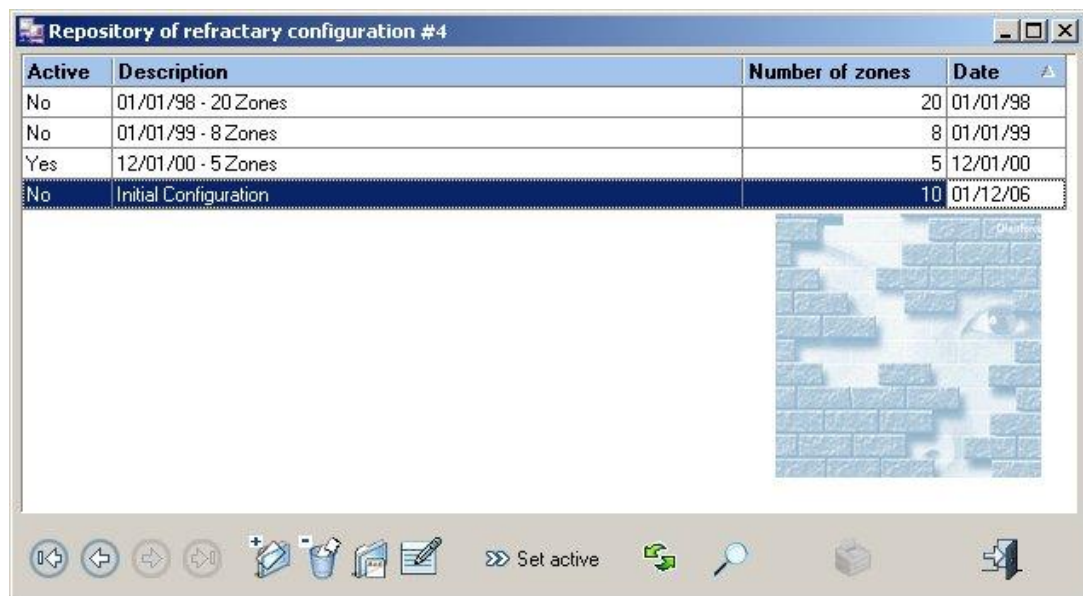 Repository of refractary configuration #4
Active Description Number of zones Date
No 01/01/98 - 20 Zones 20 01/01/98
No 01/01/99 - 8 Zones 8 01/01/99
Yes 12/01/00 - 5 Zones 5 12/01/00
No Initial Configuration 10 01/12/06
Set active